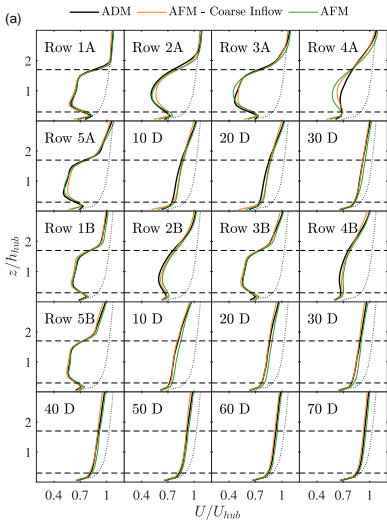 ADM AFM - Coarse Inflow AFM
(a)
Row 1A Row 2A Row 3A Row 4A
2
1
Row 5A 10 D 20 D 30 D
2
1
Row 1B Row 2B Row 3B Row 4B
2
1
Row 5B 10 D 20 D 30 D
2
1
40 D 50 D 60 D 70 D
2
1
0.4 0.7 1 0.4 0.7 1 0.4 0.7 1 0.4 0.7 1
z/h_hub
U/U_hub